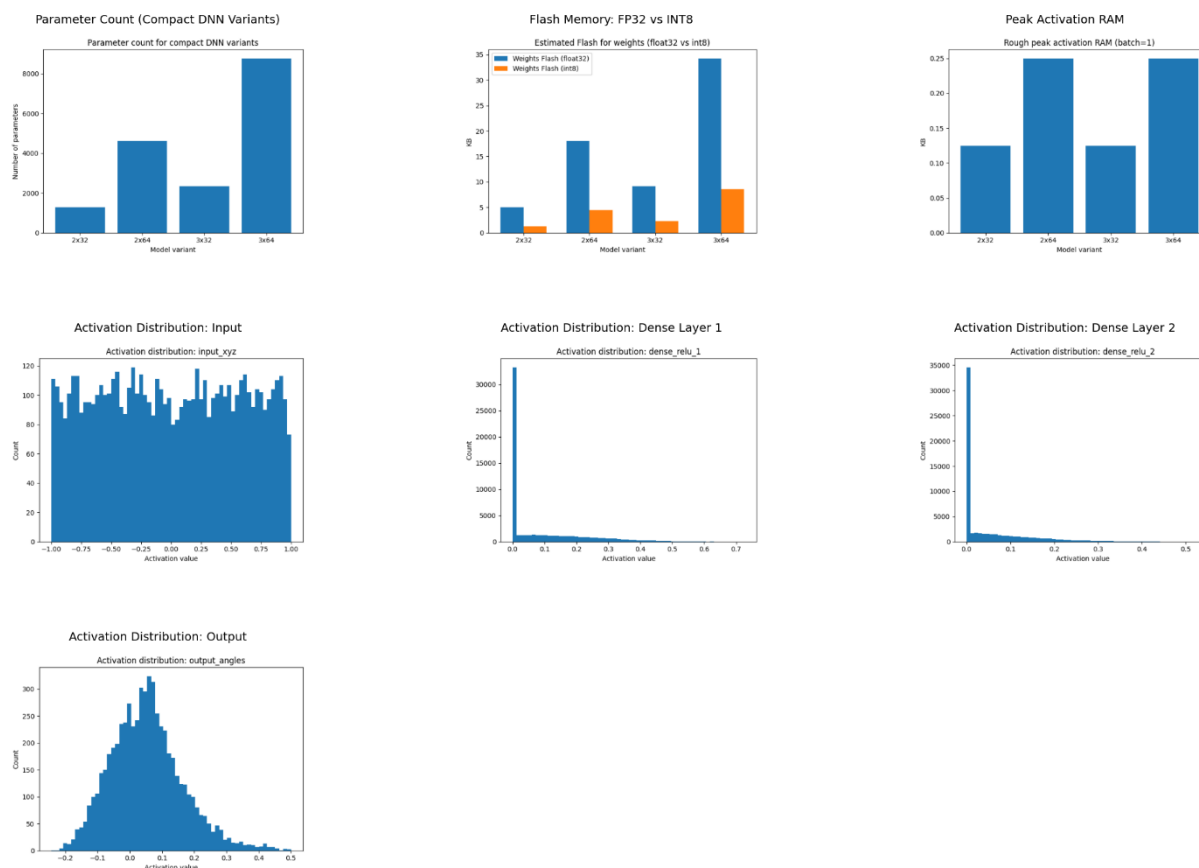 Parameter Count (Compact DNN Variants)
Parameter count for compact DNN variants
Number of parameters
8000
6000
4000
2000
0
2x32 2x64 3x32 3x64
Model variant
Flash Memory: FP32 vs INT8
Estimated Flash for weights (float32 vs int8)
Weights Flash (float32)
Weights Flash (int8)
KB
35
30
25
20
15
10
5
0
2x32 2x64 3x32 3x64
Model variant
Peak Activation RAM
Rough peak activation RAM (batch=1)
KB
0.25
0.20
0.15
0.10
0.05
0.00
2x32 2x64 3x32 3x64
Model variant
Activation Distribution: Input
Activation distribution: input_xyz
Count
120
100
80
60
40
20
0
−1.00 −0.75 −0.50 −0.25 0.00 0.25 0.50 0.75 1.00
Activation value
Activation Distribution: Dense Layer 1
Activation distribution: dense_relu_1
Count
30000
25000
20000
15000
10000
5000
0
0.0 0.1 0.2 0.3 0.4 0.5 0.6 0.7
Activation value
Activation Distribution: Dense Layer 2
Activation distribution: dense_relu_2
Count
35000
30000
25000
20000
15000
10000
5000
0
0.0 0.1 0.2 0.3 0.4 0.5
Activation value
Activation Distribution: Output
Activation distribution: output_angles
Count
300
250
200
150
100
50
0
−0.2 −0.1 0.0 0.1 0.2 0.3 0.4 0.5
Activation value